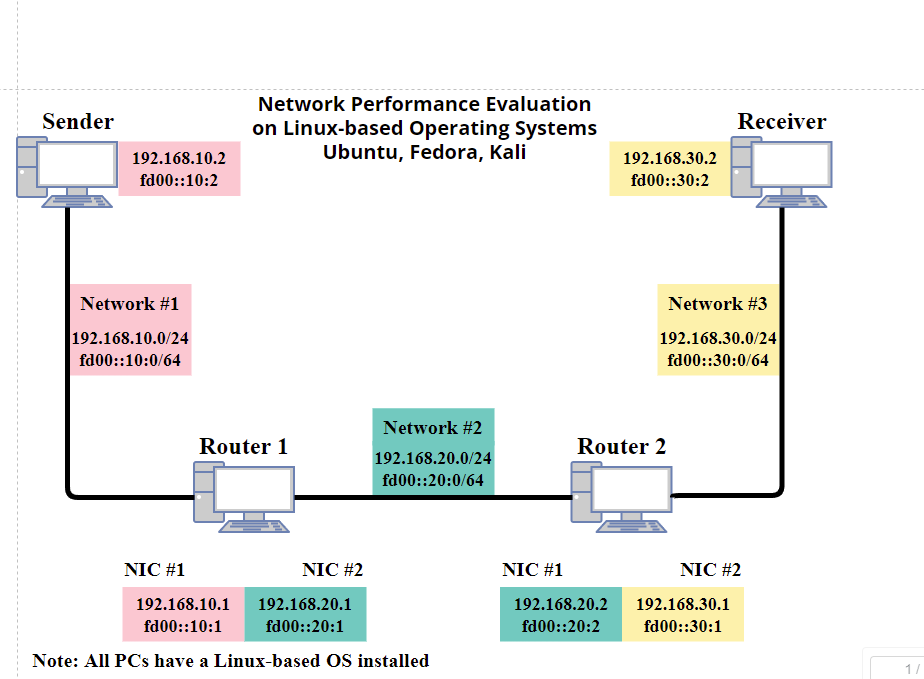 Network Performance Evaluation
on Linux-based Operating Systems
Ubuntu, Fedora, Kali
Sender
192.168.10.2
fd00::10:2
Receiver
192.168.30.2
fd00::30:2
Network #1
192.168.10.0/24
fd00::10:0/64
Network #3
192.168.30.0/24
fd00::30:0/64
Network #2
192.168.20.0/24
fd00::20:0/64
Router 1
Router 2
NIC #1
NIC #2
192.168.10.1
fd00::10:1
192.168.20.1
fd00::20:1
NIC #1
NIC #2
192.168.20.2
fd00::20:2
192.168.30.1
fd00::30:1
Note: All PCs have a Linux-based OS installed
1 /